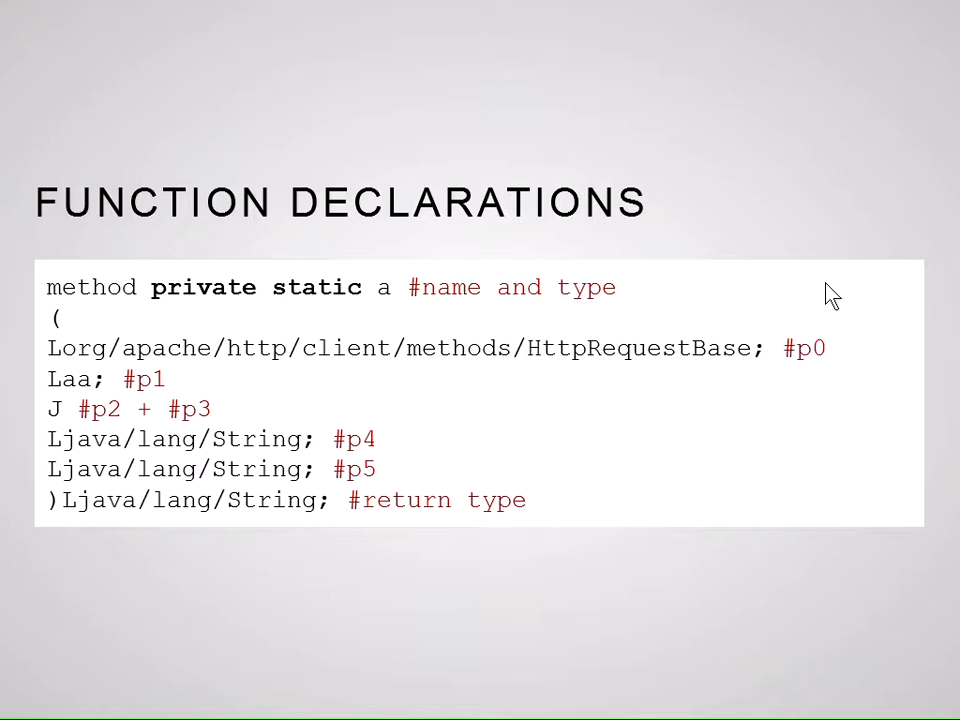 FUNCTION DECLARATIONS
method private static a #name and type
(
Lorg/apache/http/client/methods/HttpRequestBase; #p0
Laa; #p1
J #p2 + #p3
Ljava/lang/String; #p4
Ljava/lang/String; #p5
)Ljava/lang/String; #return type